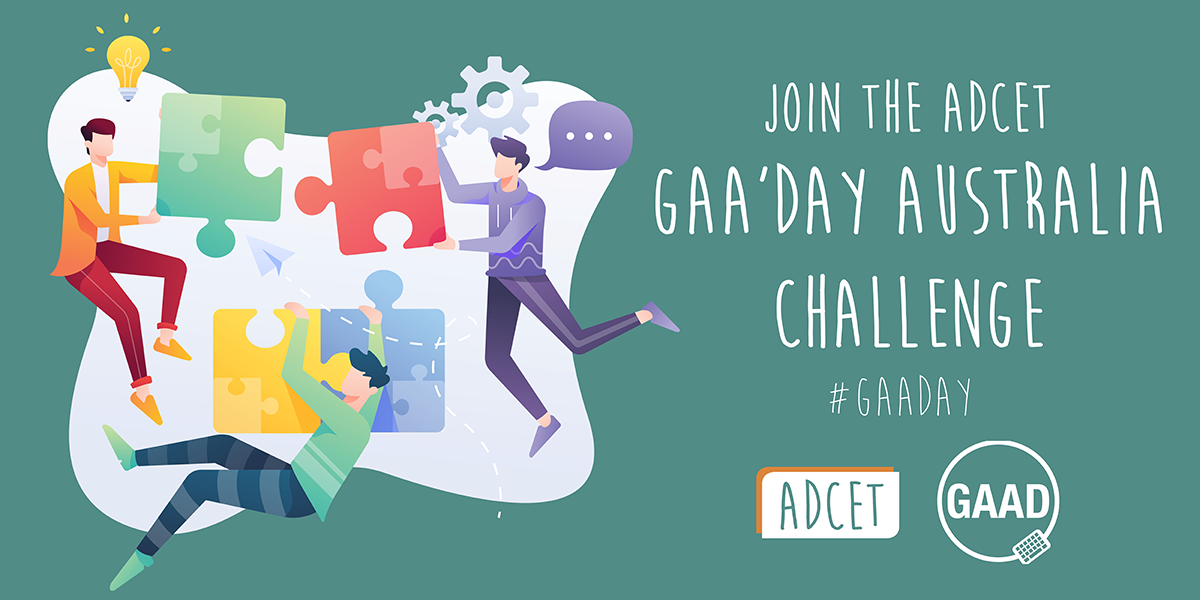 JOIN THE ADCET
GAA'DAY AUSTRALIA
CHALLENGE
#GAADAY
ADCET
GAAD